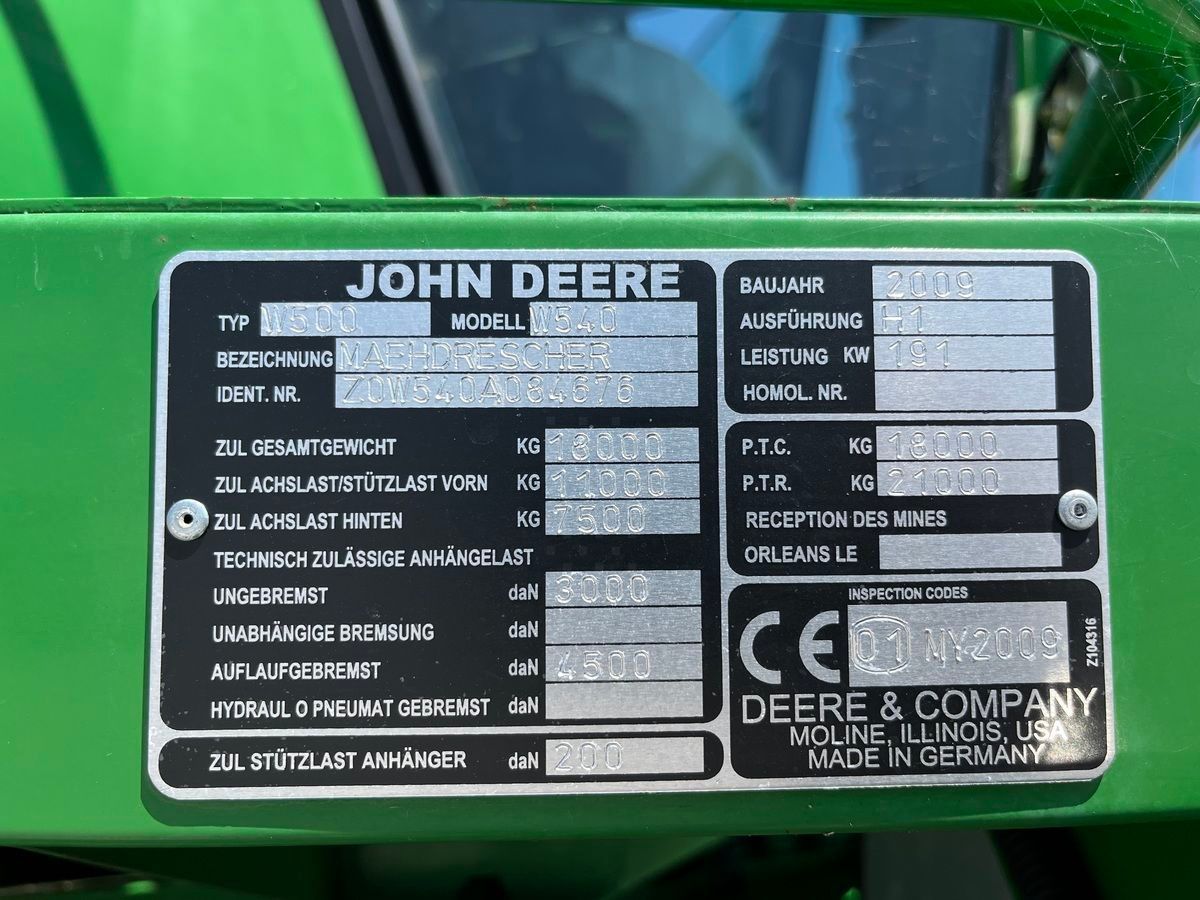 JOHN DEERE
TYP W500 MODELL W540
BEZEICHNUNG MAEHDRESCHER
IDENT. NR. Z0W540A084676
ZUL GESAMTGEWICHT KG 18000
ZUL ACHSLAST/STÜTZLAST VORN KG 11000
ZUL ACHSLAST HINTEN KG 7500
TECHNISCH ZULÄSSIGE ANHÄNGELAST
UNGEBREMST daN 3000
UNABHÄNGIGE BREMSUNG daN
AUFLAUFGEBREMST daN 4500
HYDRAUL O PNEUMAT GEBREMST daN
ZUL STÜTZLAST ANHÄNGER daN 200
BAUJAHR 2009
AUSFÜHRUNG H1
LEISTUNG KW 191
HOMOL. NR.
P.T.C. KG 18000
P.T.R. KG 21000
RECEPTION DES MINES
ORLEANS LE
INSPECTION CODES
CE 01 MY2009
Z104316
DEERE & COMPANY
MOLINE, ILLINOIS, USA
MADE IN GERMANY